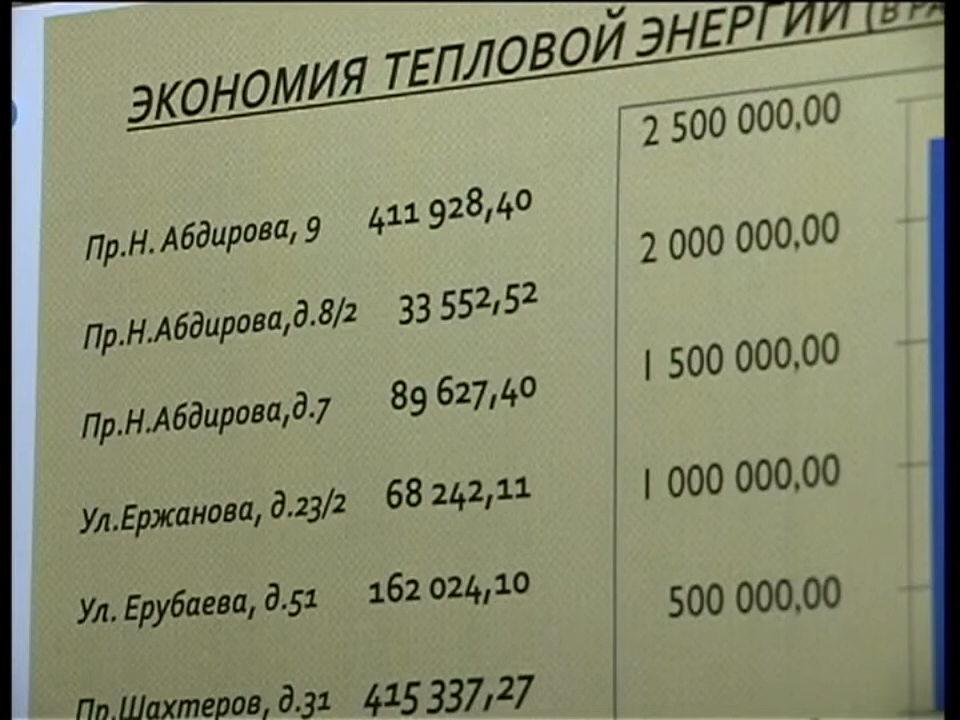 ЭКОНОМИЯ ТЕПЛОВОЙ ЭНЕРГИИ (В
2 500 000,00
Пр.Н. Абдирова, 9 411 928,40
2 000 000,00
Пр.Н.Абдирова,д.8/2 33 552,52
1 500 000,00
Пр.Н.Абдирова,д.7 89 627,40
1 000 000,00
Ул.Ержанова, д.23/2 68 242,11
500 000,00
Ул. Ерубаева, д.51 162 024,10
Пр.Шахтеров, д.31 415 337,27